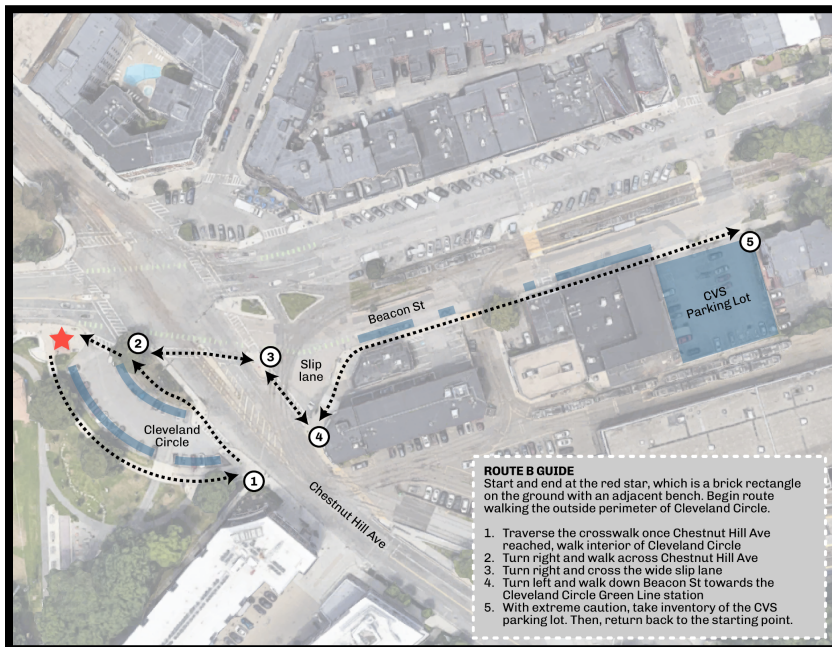 5
CVS
Parking Lot
Beacon St
2
3
Slip
lane
Cleveland
Circle
4
1
Chestnut Hill Ave
ROUTE B GUIDE
Start and end at the red star, which is a brick rectangle
on the ground with an adjacent bench. Begin route
walking the outside perimeter of Cleveland Circle.
1. Traverse the crosswalk once Chestnut Hill Ave
reached, walk interior of Cleveland Circle
2. Turn right and walk across Chestnut Hill Ave
3. Turn right and cross the wide slip lane
4. Turn left and walk down Beacon St towards the
Cleveland Circle Green Line station
5. With extreme caution, take inventory of the CVS
parking lot. Then, return back to the starting point.